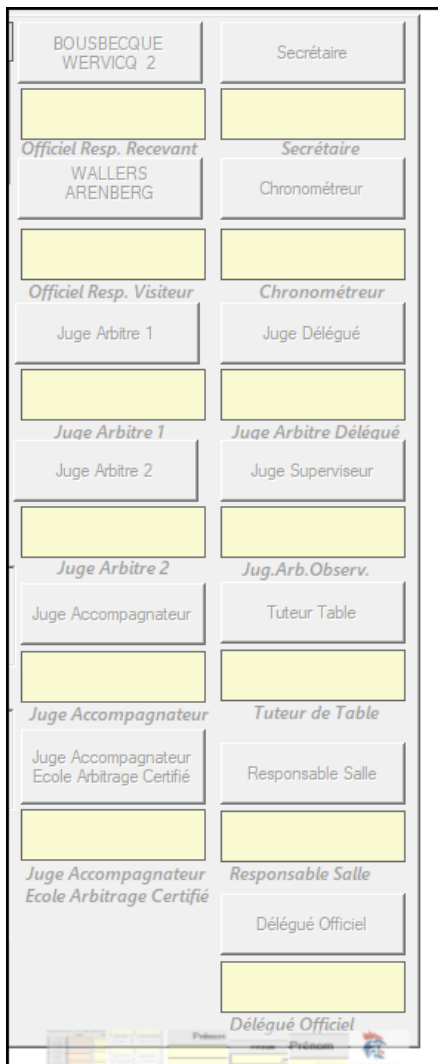 BOUSBECQUE
WERVICQ 2
Secrétaire
Officiel Resp. Recevant
Secrétaire
WALLERS
ARENBERG
Chronométreur
Officiel Resp. Visiteur
Chronométreur
Juge Arbitre 1
Juge Délégué
Juge Arbitre 1
Juge Arbitre Délégué
Juge Arbitre 2
Juge Superviseur
Juge Arbitre 2
Jug.Arb.Observ.
Juge Accompagnateur
Tuteur Table
Juge Accompagnateur
Tuteur de Table
Juge Accompagnateur
Ecole Arbitrage Certifié
Responsable Salle
Juge Accompagnateur
Ecole Arbitrage Certifié
Responsable Salle
Délégué Officiel
Délégué Officiel
Prénom
Prénom